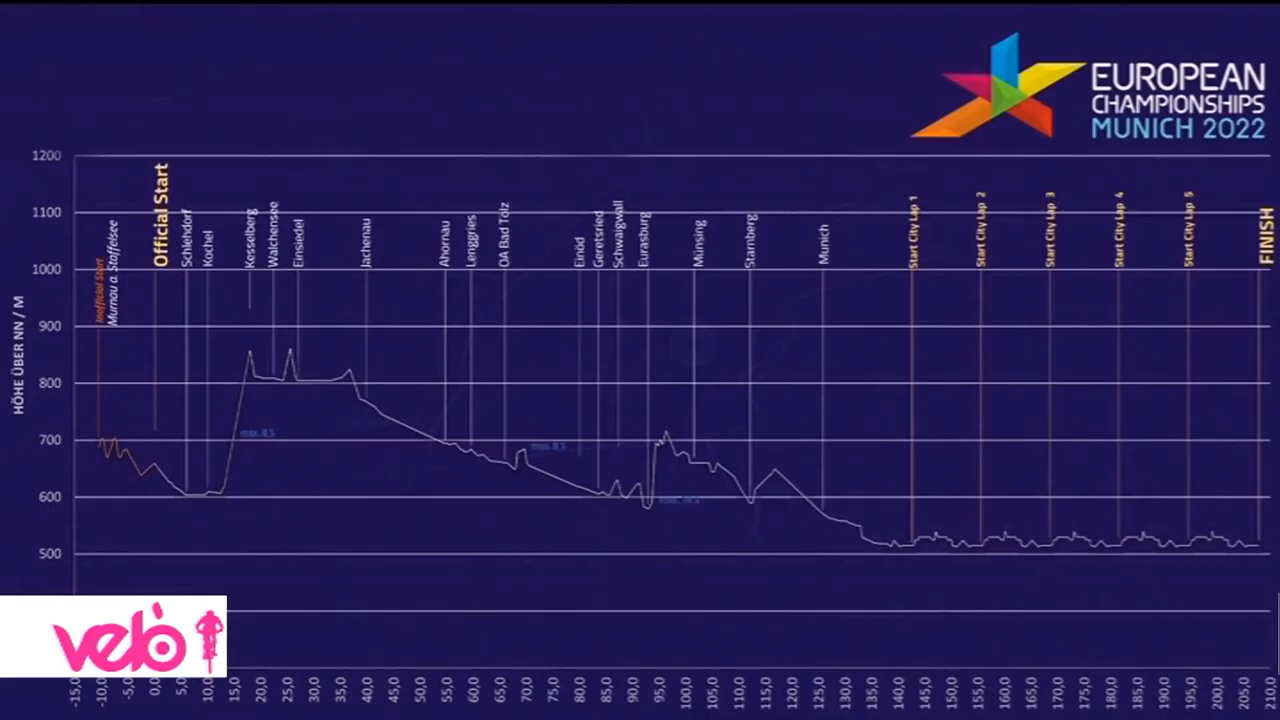 EUROPEAN
CHAMPIONSHIPS
MUNICH 2022
HÖHE ÜBER NN / M
1200
1100
1000
900
800
700
600
500
Inofficial Start
Murnau a. Staffelsee
Official Start
Schlehdorf
Kochel
Kesselberg
Walchensee
Einsiedel
Jachenau
Ahornau
Lenggries
OA Bad Tölz
Einöd
Geretsried
Schwaigwall
Eurasburg
Münsing
Starnberg
Munich
Start City Lap 1
Start City Lap 2
Start City Lap 3
Start City Lap 4
Start City Lap 5
FINISH
velo
-15,0
-10,0
-5,0
0,0
5,0
10,0
15,0
20,0
25,0
30,0
35,0
40,0
45,0
50,0
55,0
60,0
65,0
70,0
75,0
80,0
85,0
90,0
95,0
100,0
105,0
110,0
115,0
120,0
125,0
130,0
135,0
140,0
145,0
150,0
155,0
160,0
165,0
170,0
175,0
180,0
185,0
190,0
195,0
200,0
205,0
210,0